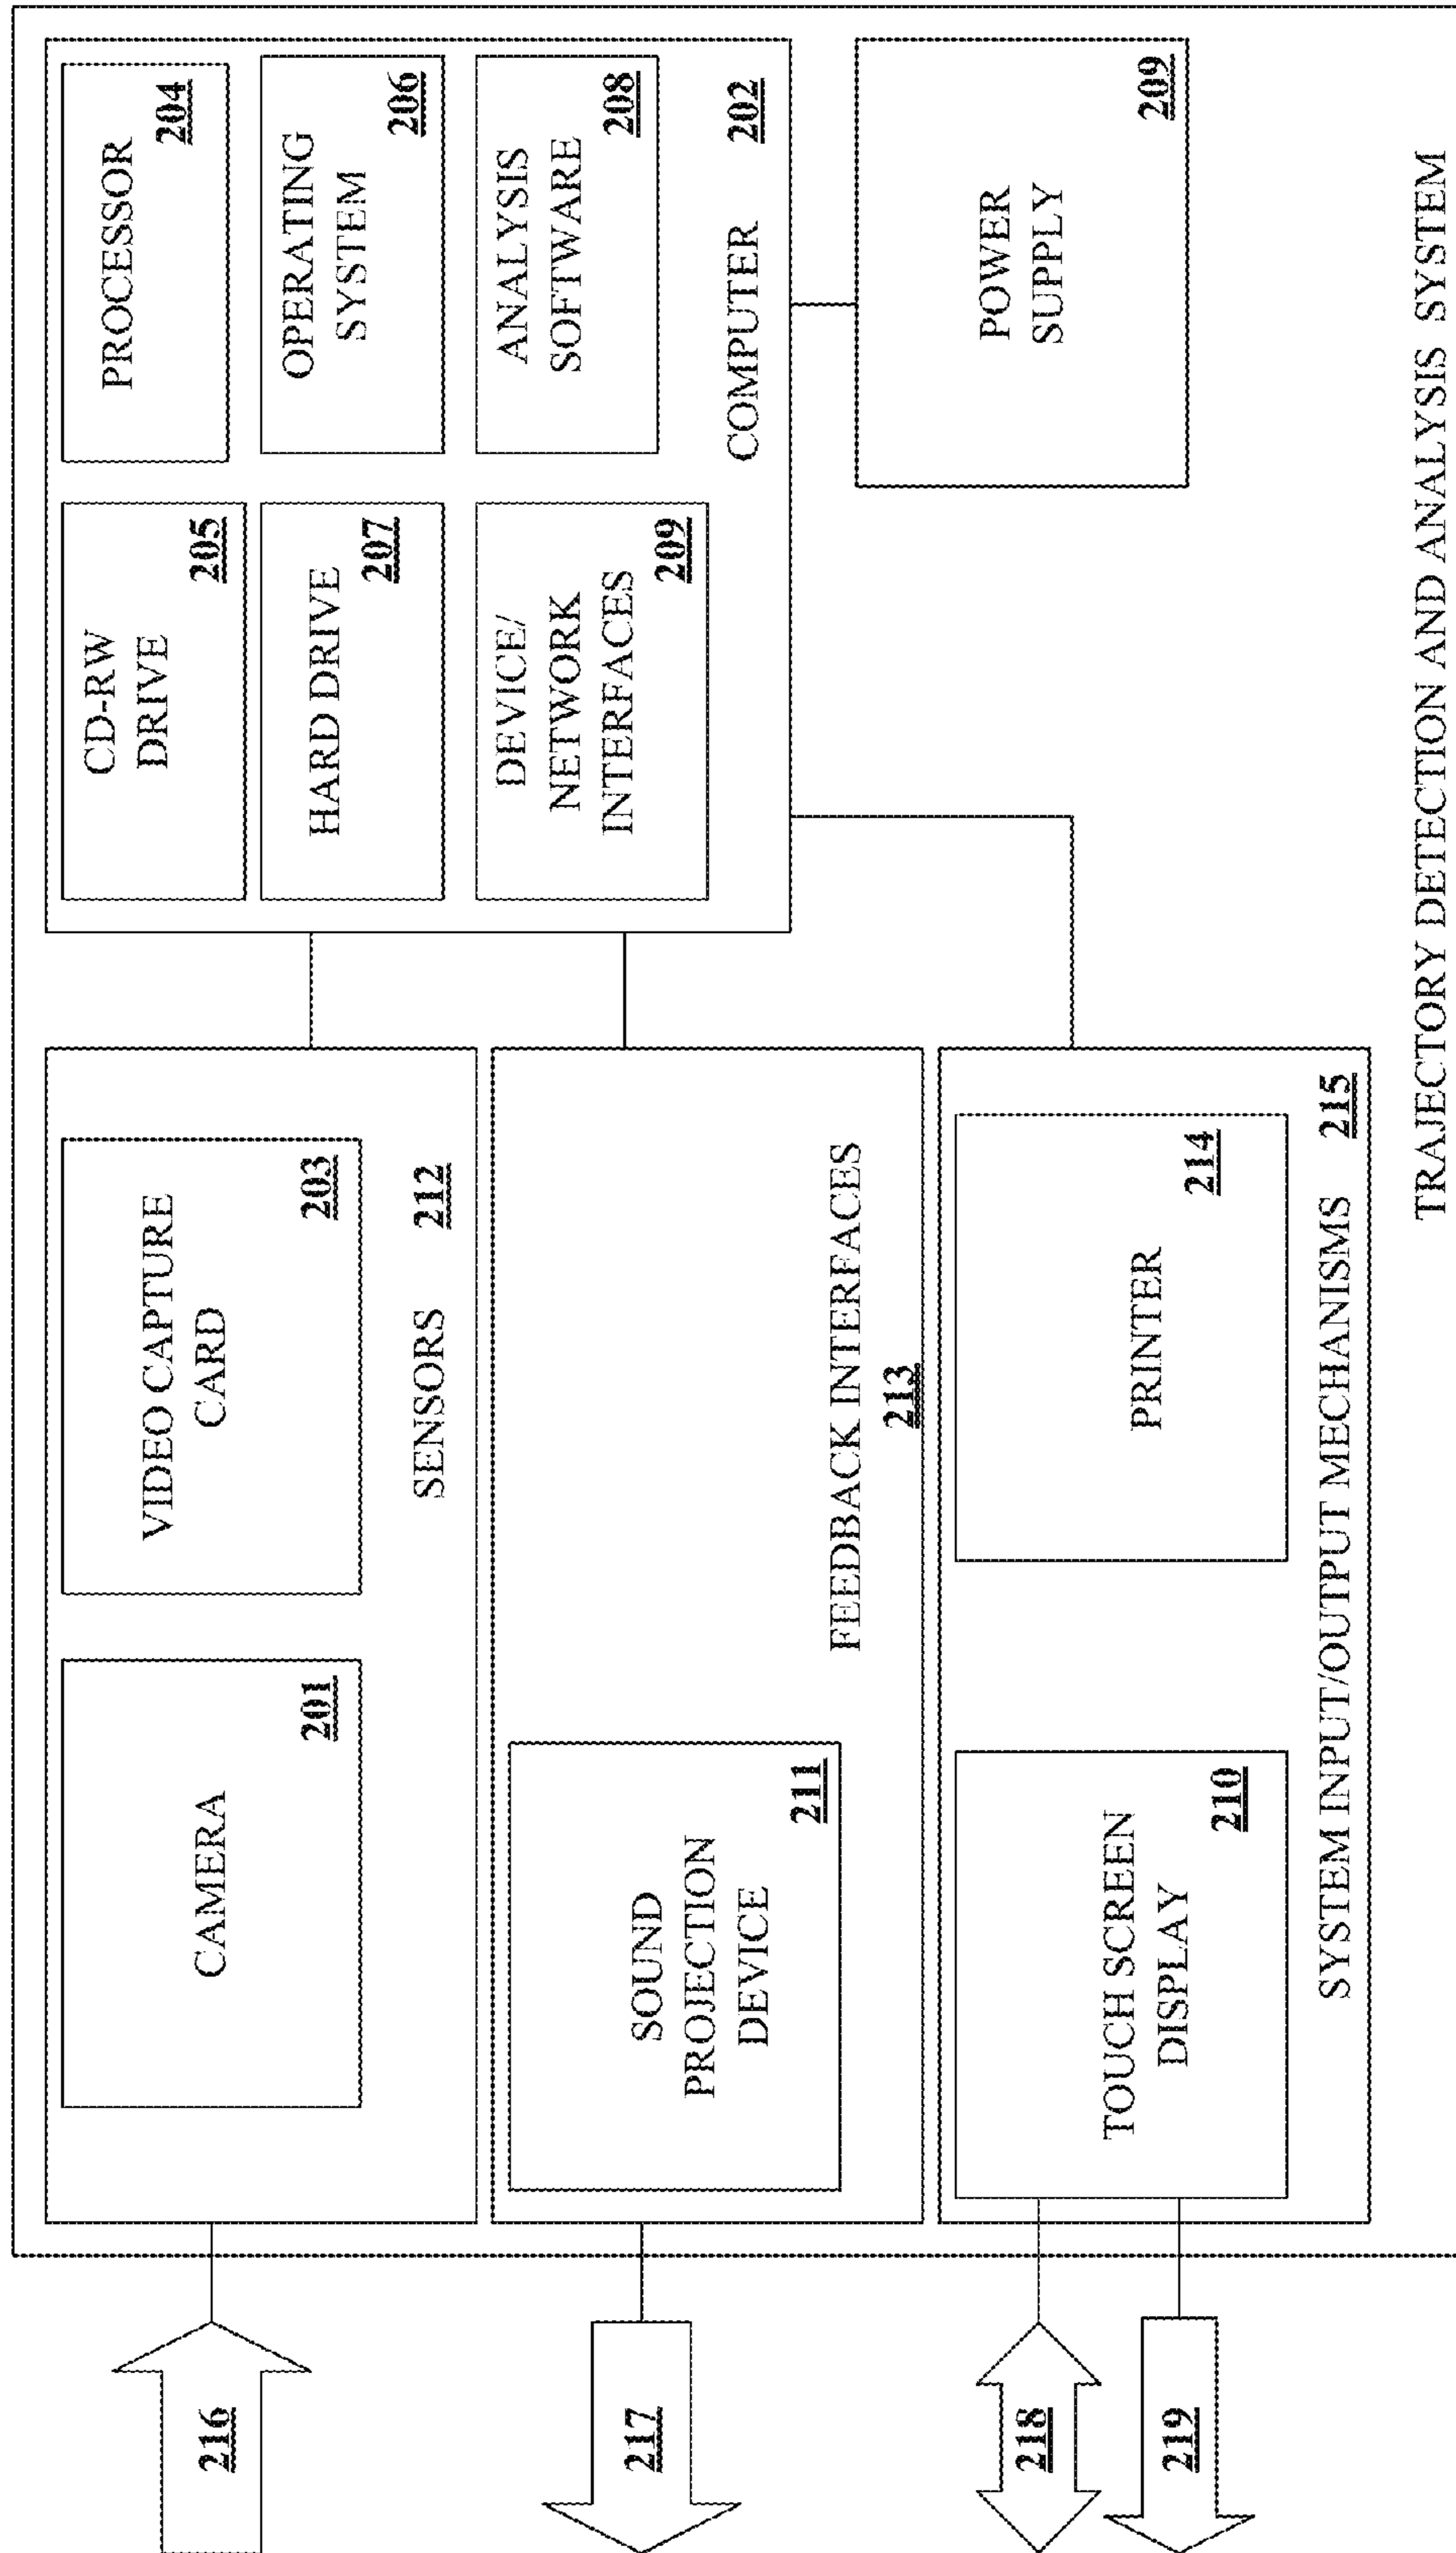 216
CAMERA
201
VIDEO CAPTURE
CARD
203
SENSORS 212
217
SOUND
PROJECTION
DEVICE
211
FEEDBACK INTERFACES
213
218
219
TOUCH SCREEN
DISPLAY
210
PRINTER
214
SYSTEM INPUT/OUTPUT MECHANISMS 215
CD-RW
DRIVE
205
PROCESSOR
204
HARD DRIVE
207
OPERATING
SYSTEM
206
DEVICE/
NETWORK
INTERFACES
209
ANALYSIS
SOFTWARE
208
COMPUTER 202
POWER
SUPPLY
209
TRAJECTORY DETECTION AND ANALYSIS SYSTEM